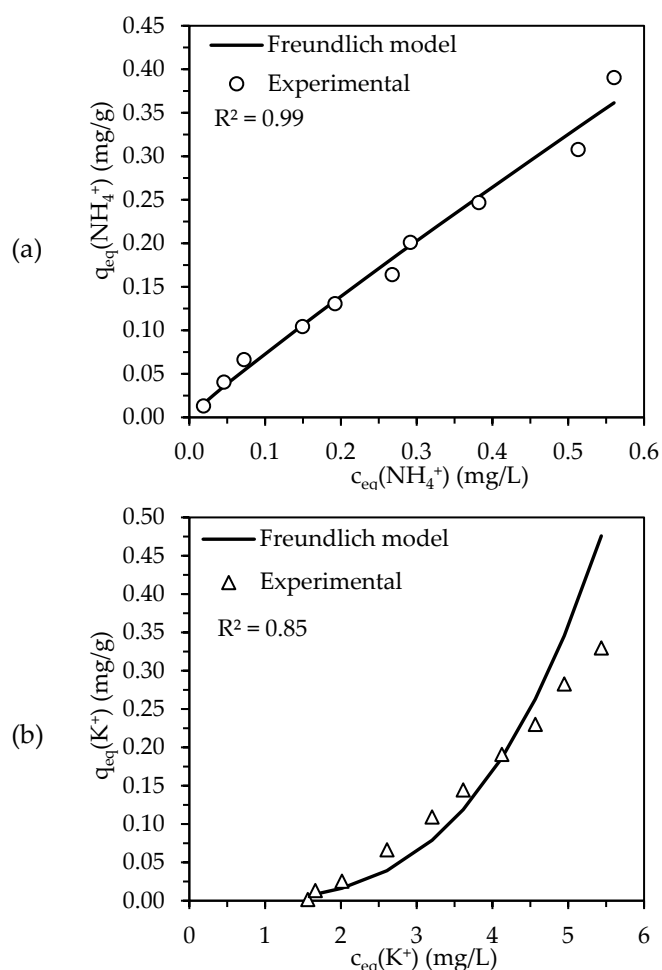 (a)
q_eq(NH₄⁺) (mg/g)
0.45
0.40
0.35
0.30
0.25
0.20
0.15
0.10
0.05
0.00
Freundlich model
Experimental
R² = 0.99
0.0 0.1 0.2 0.3 0.4 0.5 0.6
c_eq(NH₄⁺) (mg/L)
(b)
q_eq(K⁺) (mg/g)
0.50
0.45
0.40
0.35
0.30
0.25
0.20
0.15
0.10
0.05
0.00
Freundlich model
Experimental
R² = 0.85
0 1 2 3 4 5 6
c_eq(K⁺) (mg/L)